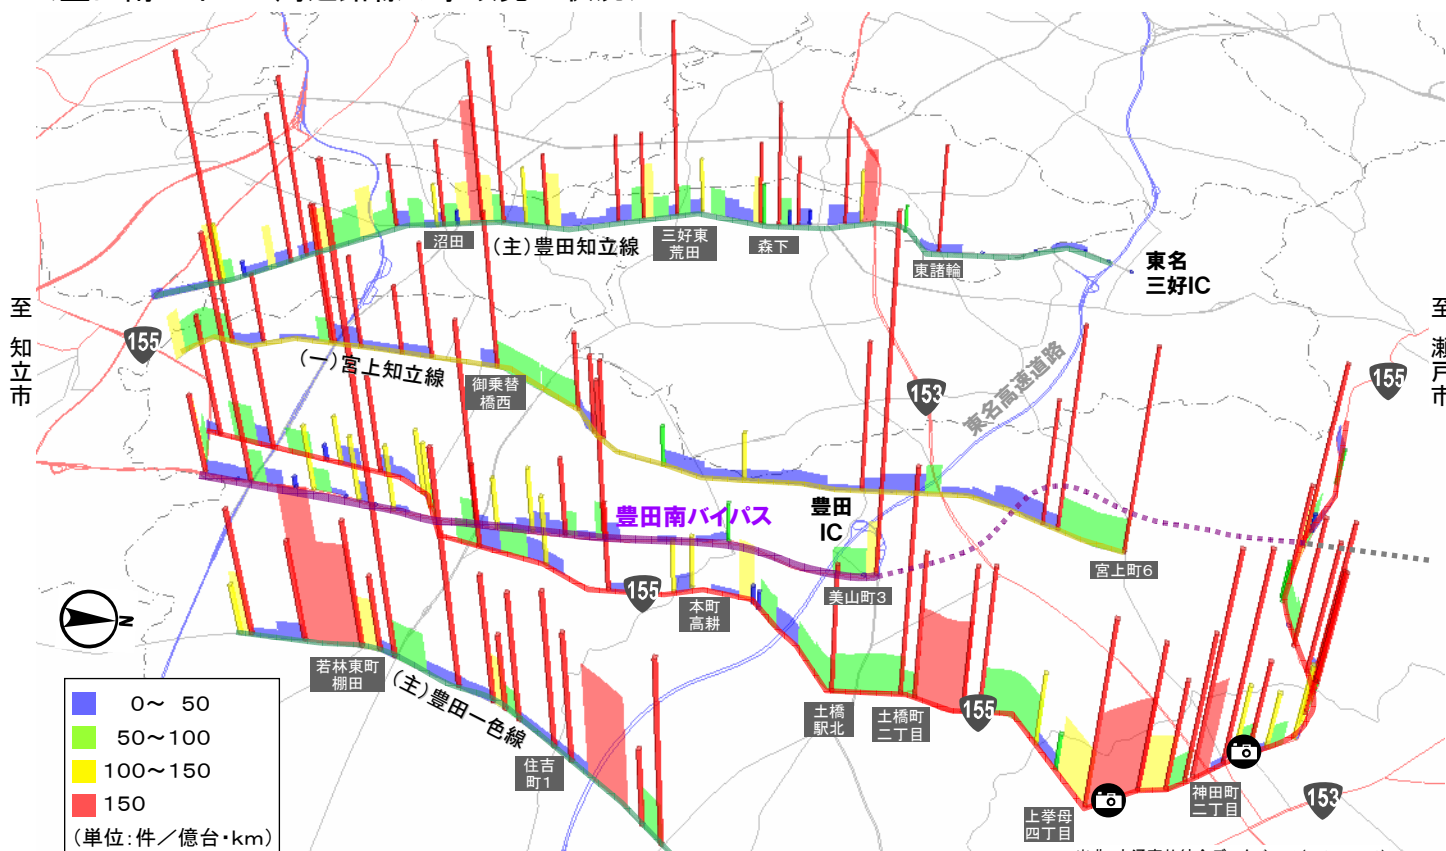 至 知立市
至 瀬戸市
沼田
(主)豊田知立線
三好東
荒田
森下
東諸輪
東名
三好IC
155
(一)宮上知立線
御乗替
橋西
153
東名高速道路
155
豊田南バイパス
豊田
IC
宮上町6
美山町3
155
本町
高耕
N
若林東町
棚田
(主)豊田一色線
土橋
駅北
土橋町
二丁目
155
住吉
町1
上挙母
四丁目
神田町
二丁目
153
0~ 50
50~100
100~150
150
(単位:件/億台・km)